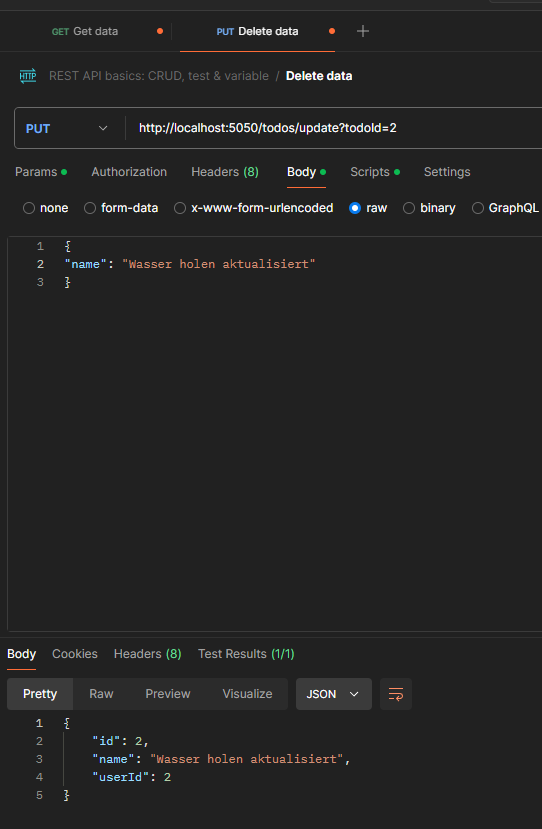 GET Get data
PUT Delete data
HTTP REST API basics: CRUD, test & variable / Delete data
PUT http://localhost:5050/todos/update?todoId=2
Params Authorization Headers (8) Body Scripts Settings
none form-data x-www-form-urlencoded raw binary GraphQL
1 {
2 "name": "Wasser holen aktualisiert"
3 }
Body Cookies Headers (8) Test Results (1/1)
Pretty Raw Preview Visualize JSON
1 {
2 "id": 2,
3 "name": "Wasser holen aktualisiert",
4 "userId": 2
5 }